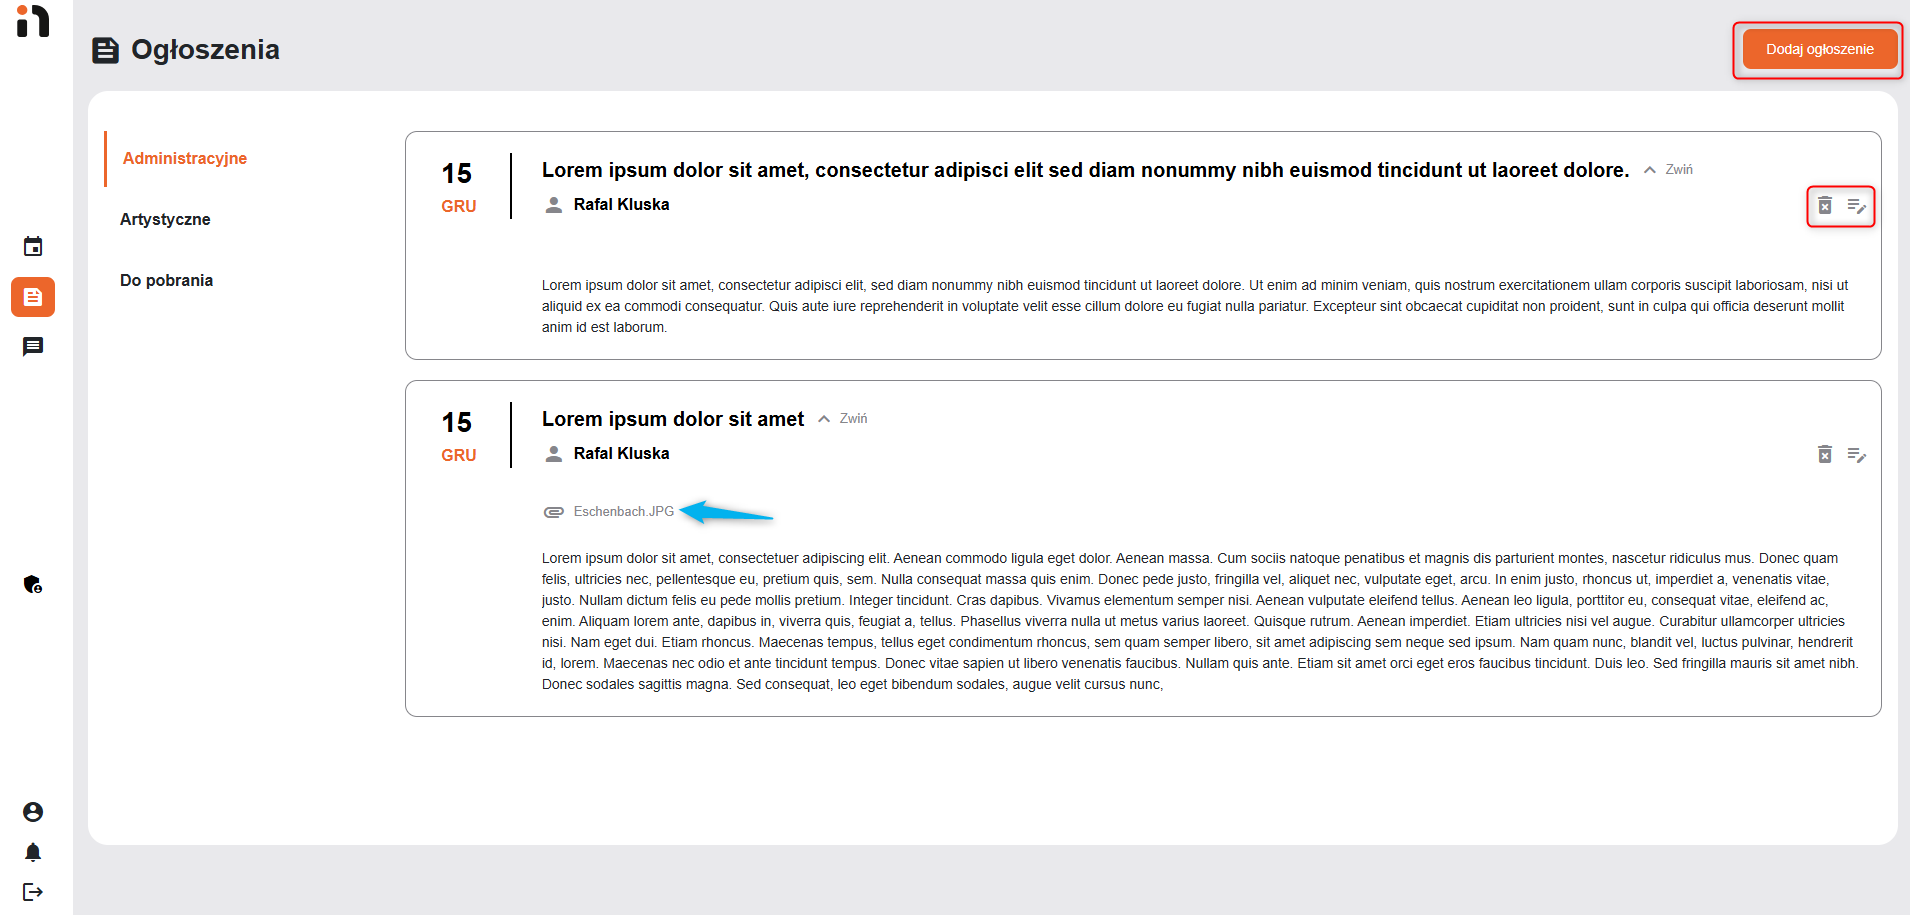 Ogłoszenia
Dodaj ogłoszenie
Administracyjne
Artystyczne
Do pobrania
15
GRU
Lorem ipsum dolor sit amet, consectetur adipisci elit sed diam nonummy nibh euismod tincidunt ut laoreet dolore. Zwiń
Rafal Kluska
Lorem ipsum dolor sit amet, consectetur adipisci elit, sed diam nonummy nibh euismod tincidunt ut laoreet dolore. Ut enim ad minim veniam, quis nostrum exercitationem ullam corporis suscipit laboriosam, nisi ut
aliquid ex ea commodi consequatur. Quis aute iure reprehenderit in voluptate velit esse cillum dolore eu fugiat nulla pariatur. Excepteur sint obcaecat cupiditat non proident, sunt in culpa qui officia deserunt mollit
anim id est laborum.
15
GRU
Lorem ipsum dolor sit amet Zwiń
Rafal Kluska
Eschenbach.JPG
Lorem ipsum dolor sit amet, consectetuer adipiscing elit. Aenean commodo ligula eget dolor. Aenean massa. Cum sociis natoque penatibus et magnis dis parturient montes, nascetur ridiculus mus. Donec quam
felis, ultricies nec, pellentesque eu, pretium quis, sem. Nulla consequat massa quis enim. Donec pede justo, fringilla vel, aliquet nec, vulputate eget, arcu. In enim justo, rhoncus ut, imperdiet a, venenatis vitae,
justo. Nullam dictum felis eu pede mollis pretium. Integer tincidunt. Cras dapibus. Vivamus elementum semper nisi. Aenean vulputate eleifend tellus. Aenean leo ligula, porttitor eu, consequat vitae, eleifend ac,
enim. Aliquam lorem ante, dapibus in, viverra quis, feugiat a, tellus. Phasellus viverra nulla ut metus varius laoreet. Quisque rutrum. Aenean imperdiet. Etiam ultricies nisi vel augue. Curabitur ullamcorper ultricies
nisi. Nam eget dui. Etiam rhoncus. Maecenas tempus, tellus eget condimentum rhoncus, sem quam semper libero, sit amet adipiscing sem neque sed ipsum. Nam quam nunc, blandit vel, luctus pulvinar, hendrerit
id, lorem. Maecenas nec odio et ante tincidunt tempus. Donec vitae sapien ut libero venenatis faucibus. Nullam quis ante. Etiam sit amet orci eget eros faucibus tincidunt. Duis leo. Sed fringilla mauris sit amet nibh.
Donec sodales sagittis magna. Sed consequat, leo eget bibendum sodales, augue velit cursus nunc,